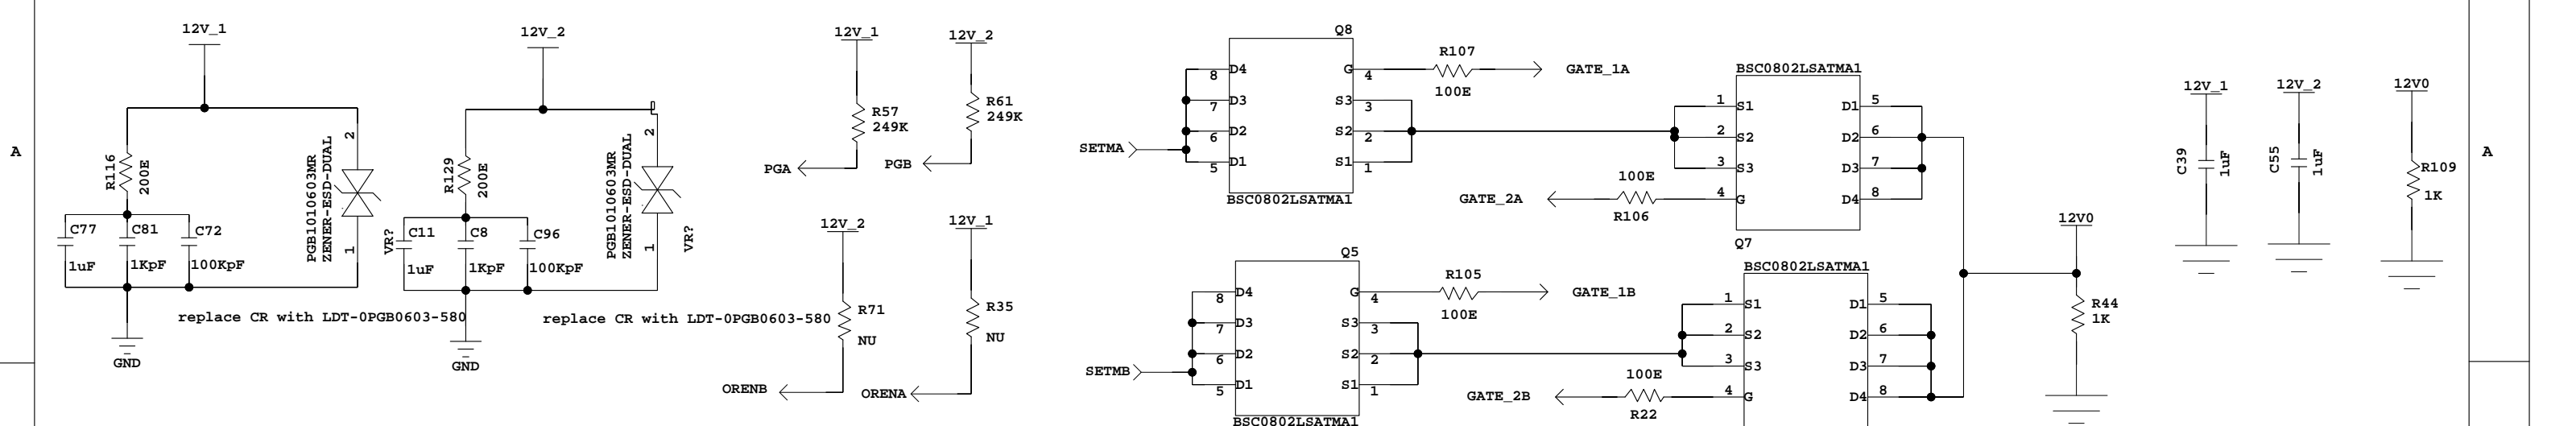 12V_1
R116
200E
PGB1010603MR
ZENER-ESD-DUAL
2
1
VR?
C77
1uF
C81
1KpF
C72
100KpF
replace CR with LDT-0PGB0603-580
GND
12V_2
R129
200E
PGB1010603MR
ZENER-ESD-DUAL
2
1
VR?
C11
1uF
C8
1KpF
C96
100KpF
replace CR with LDT-0PGB0603-580
GND
A
12V_1
R57
249K
PGA
12V_2
R61
249K
PGB
12V_2
R71
NU
ORENB
12V_1
R35
NU
ORENA
Q8
8 D4
7 D3
6 D2
5 D1
G 4
S3 3
S2 2
S1 1
BSC0802LSATMA1
SETMA
R107
100E
GATE_1A
BSC0802LSATMA1
1 S1
2 S2
3 S3
4 G
D1 5
D2 6
D3 7
D4 8
Q7
100E
R106
GATE_2A
Q5
8 D4
7 D3
6 D2
5 D1
G 4
S3 3
S2 2
S1 1
BSC0802LSATMA1
SETMB
R105
100E
GATE_1B
BSC0802LSATMA1
1 S1
2 S2
3 S3
4 G
D1 5
D2 6
D3 7
D4 8
100E
R22
GATE_2B
12V0
R44
1K
12V_1
C39
1uF
12V_2
C55
1uF
12V0
R109
1K
A